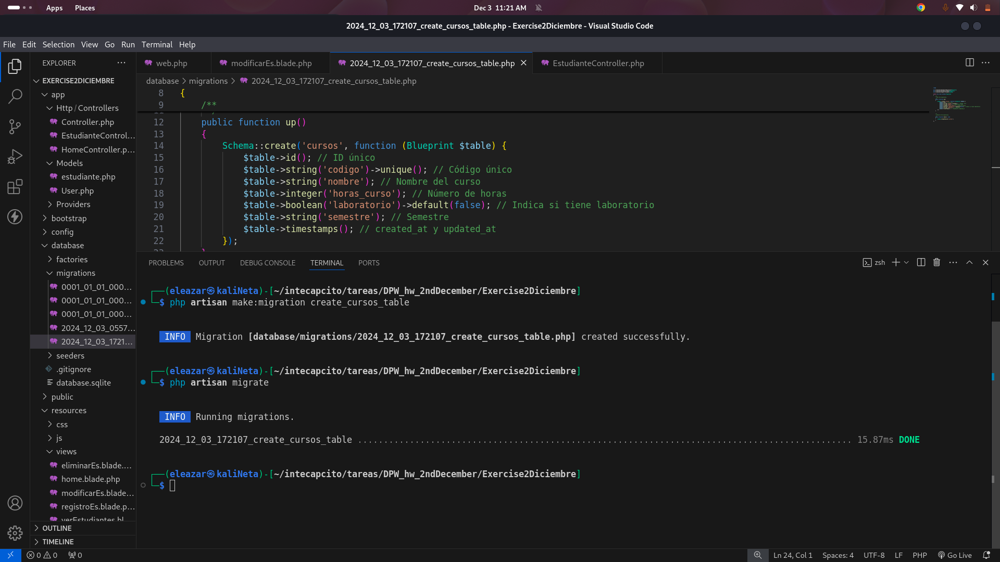 Apps Places Dec 3 11:21 AM
2024_12_03_172107_create_cursos_table.php - Exercise2Diciembre - Visual Studio Code
File Edit Selection View Go Run Terminal Help
EXPLORER
EXERCISE2DICIEMBRE
app
Http / Controllers
Controller.php
EstudianteControl...
HomeController.p...
Models
estudiante.php
User.php
Providers
bootstrap
config
database
factories
migrations
0001_01_01_000...
0001_01_01_000...
0001_01_01_000...
2024_12_03_0557...
2024_12_03_1721...
seeders
.gitignore
database.sqlite
public
resources
css
js
views
eliminarEs.blade....
home.blade.php
modificarEs.blade...
registroEs.blade.p...
verEstudiantes.bl...
OUTLINE
TIMELINE
web.php modificarEs.blade.php 2024_12_03_172107_create_cursos_table.php EstudianteController.php
database > migrations > 2024_12_03_172107_create_cursos_table.php
8 {
9 /**
12 public function up()
13 {
14 Schema::create('cursos', function (Blueprint $table) {
15 $table->id(); // ID único
16 $table->string('codigo')->unique(); // Código único
17 $table->string('nombre'); // Nombre del curso
18 $table->integer('horas_curso'); // Número de horas
19 $table->boolean('laboratorio')->default(false); // Indica si tiene laboratorio
20 $table->string('semestre'); // Semestre
21 $table->timestamps(); // created_at y updated_at
22 });
23 }
PROBLEMS OUTPUT DEBUG CONSOLE TERMINAL PORTS zsh
┌──(eleazar㉿kaliNeta)-[~/intecapcito/tareas/DPW_hw_2ndDecember/Exercise2Diciembre]
└─$ php artisan make:migration create_cursos_table
INFO Migration [database/migrations/2024_12_03_172107_create_cursos_table.php] created successfully.
┌──(eleazar㉿kaliNeta)-[~/intecapcito/tareas/DPW_hw_2ndDecember/Exercise2Diciembre]
└─$ php artisan migrate
INFO Running migrations.
2024_12_03_172107_create_cursos_table ............................................................................................... 15.87ms DONE
┌──(eleazar㉿kaliNeta)-[~/intecapcito/tareas/DPW_hw_2ndDecember/Exercise2Diciembre]
└─$
0 0 0 Ln 24, Col 1 Spaces: 4 UTF-8 LF PHP Go Live